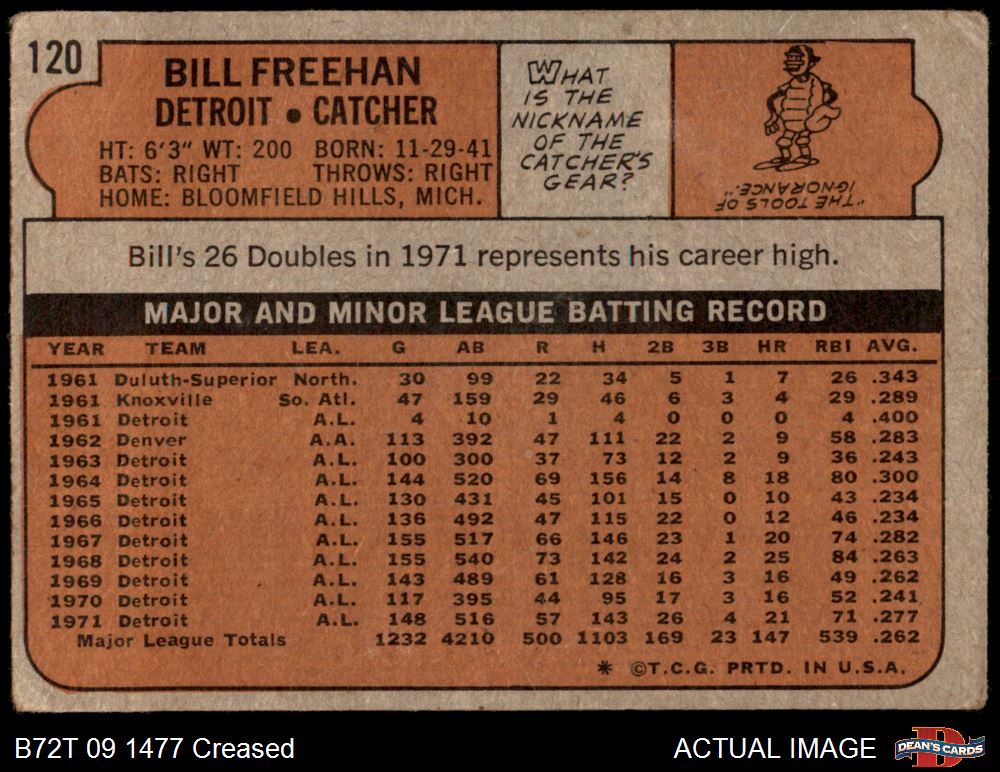 120
BILL FREEHAN
DETROIT • CATCHER
HT: 6'3" WT: 200 BORN: 11-29-41
BATS: RIGHT THROWS: RIGHT
HOME: BLOOMFIELD HILLS, MICH.
WHAT
IS THE
NICKNAME
OF THE
CATCHER'S
GEAR?
"THE TOOLS OF
IGNORANCE."
Bill's 26 Doubles in 1971 represents his career high.
MAJOR AND MINOR LEAGUE BATTING RECORD
YEAR TEAM LEA. G AB R H 2B 3B HR RBI AVG.
1961 Duluth-Superior North. 30 99 22 34 5 1 7 26 .343
1961 Knoxville So. Atl. 47 159 29 46 6 3 4 29 .289
1961 Detroit A.L. 4 10 1 4 0 0 0 4 .400
1962 Denver A.A. 113 392 47 111 22 2 9 58 .283
1963 Detroit A.L. 100 300 37 73 12 2 9 36 .243
1964 Detroit A.L. 144 520 69 156 14 8 18 80 .300
1965 Detroit A.L. 130 431 45 101 15 0 10 43 .234
1966 Detroit A.L. 136 492 47 115 22 0 12 46 .234
1967 Detroit A.L. 155 517 66 146 23 1 20 74 .282
1968 Detroit A.L. 155 540 73 142 24 2 25 84 .263
1969 Detroit A.L. 143 489 61 128 16 3 16 49 .262
1970 Detroit A.L. 117 395 44 95 17 3 16 52 .241
1971 Detroit A.L. 148 516 57 143 26 4 21 71 .277
Major League Totals 1232 4210 500 1103 169 23 147 539 .262
* ©T.C.G. PRTD. IN U.S.A.
B72T 09 1477 Creased
ACTUAL IMAGE
DEAN'S CARDS